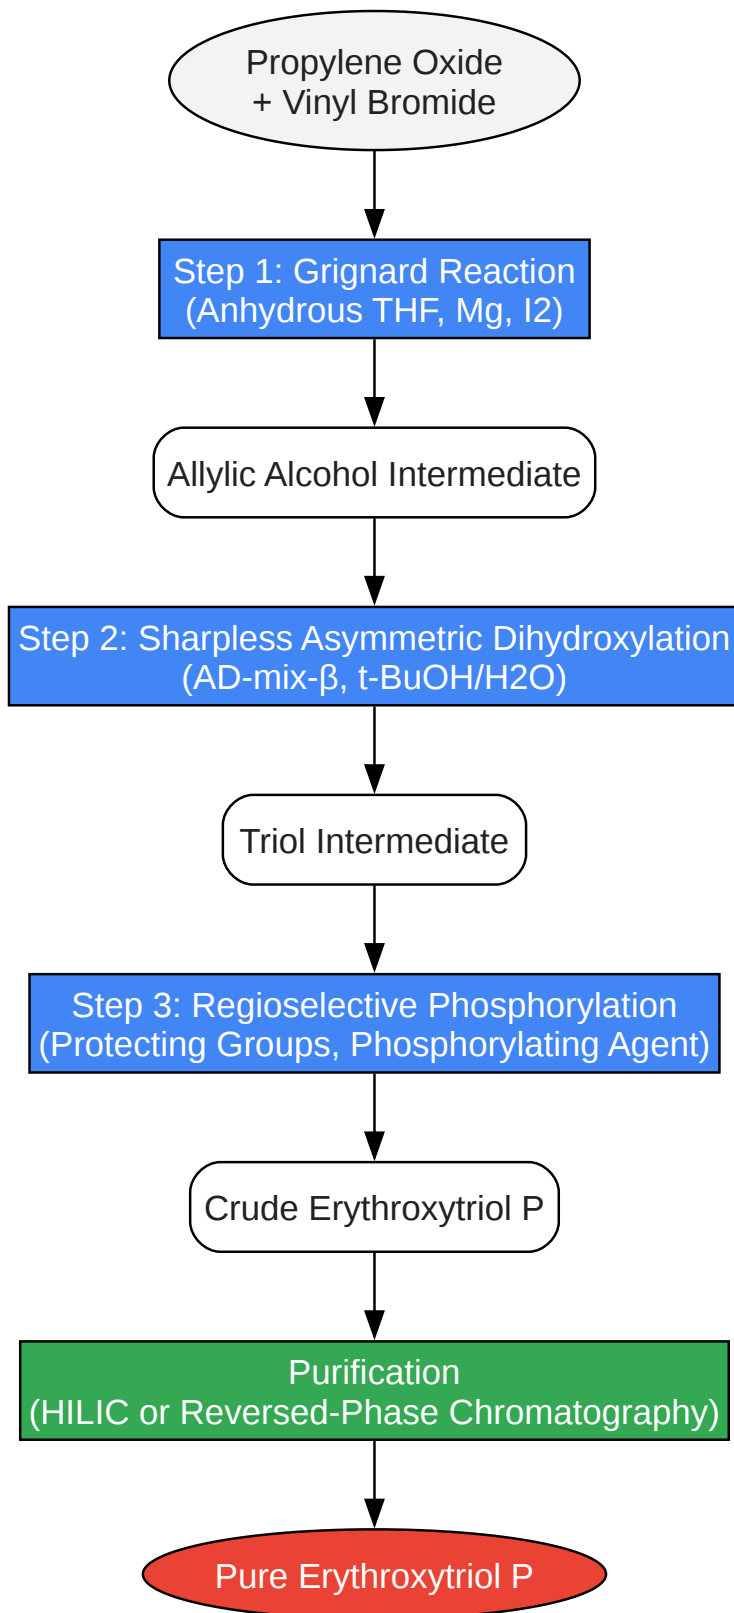 Propylene Oxide
+ Vinyl Bromide
Step 1: Grignard Reaction
(Anhydrous THF, Mg, I2)
Allylic Alcohol Intermediate
Step 2: Sharpless Asymmetric Dihydroxylation
(AD-mix-β, t-BuOH/H2O)
Triol Intermediate
Step 3: Regioselective Phosphorylation
(Protecting Groups, Phosphorylating Agent)
Crude Erythroxytriol P
Purification
(HILIC or Reversed-Phase Chromatography)
Pure Erythroxytriol P